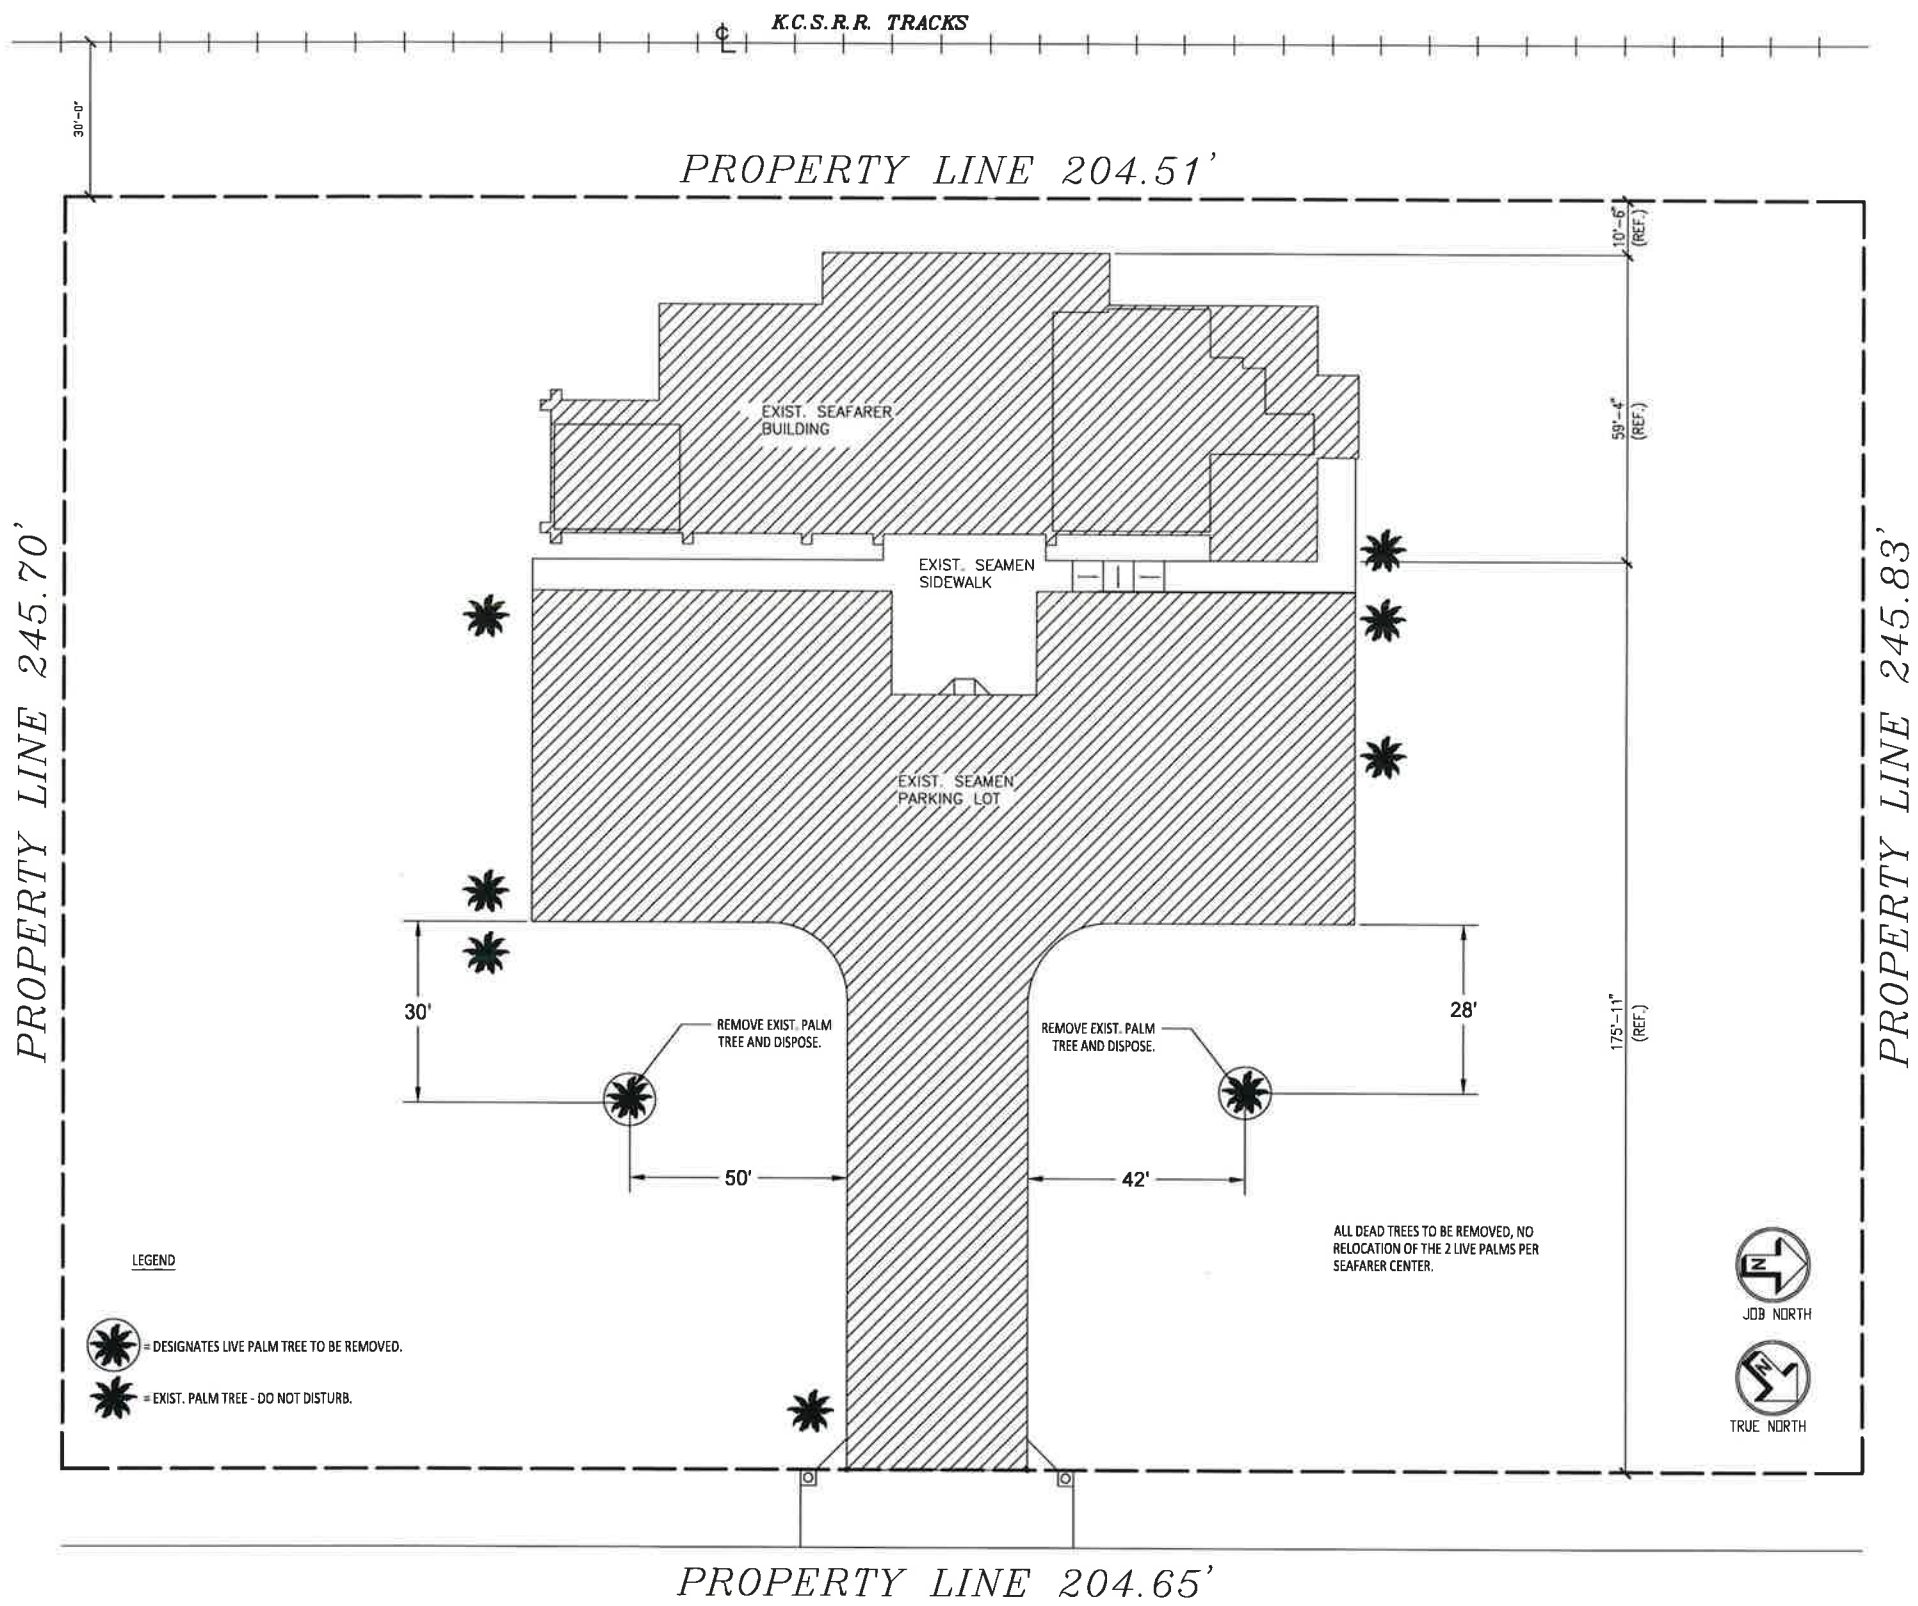 K.C.S.R.R. TRACKS
℄
30'-0"
PROPERTY LINE 204.51'
10'-6"
(REF.)
EXIST. SEAFARER
BUILDING
59'-4"
(REF.)
EXIST. SEAMEN
SIDEWALK
PROPERTY LINE 245.70'
PROPERTY LINE 245.83'
EXIST. SEAMEN
PARKING LOT
30'
28'
175'-11"
(REF.)
REMOVE EXIST. PALM
TREE AND DISPOSE.
REMOVE EXIST. PALM
TREE AND DISPOSE.
50'
42'
ALL DEAD TREES TO BE REMOVED, NO
RELOCATION OF THE 2 LIVE PALMS PER
SEAFARER CENTER.
LEGEND
= DESIGNATES LIVE PALM TREE TO BE REMOVED.
= EXIST. PALM TREE - DO NOT DISTURB.
N
JOB NORTH
N
TRUE NORTH
PROPERTY LINE 204.65'